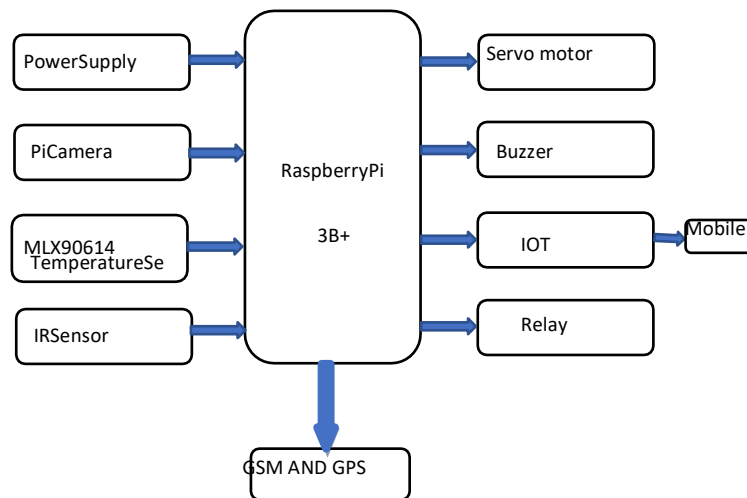 PowerSupply
PiCamera
MLX90614
TemperatureSe
IRSensor
RaspberryPi
3B+
Servo motor
Buzzer
IOT
Mobile
Relay
GSM AND GPS